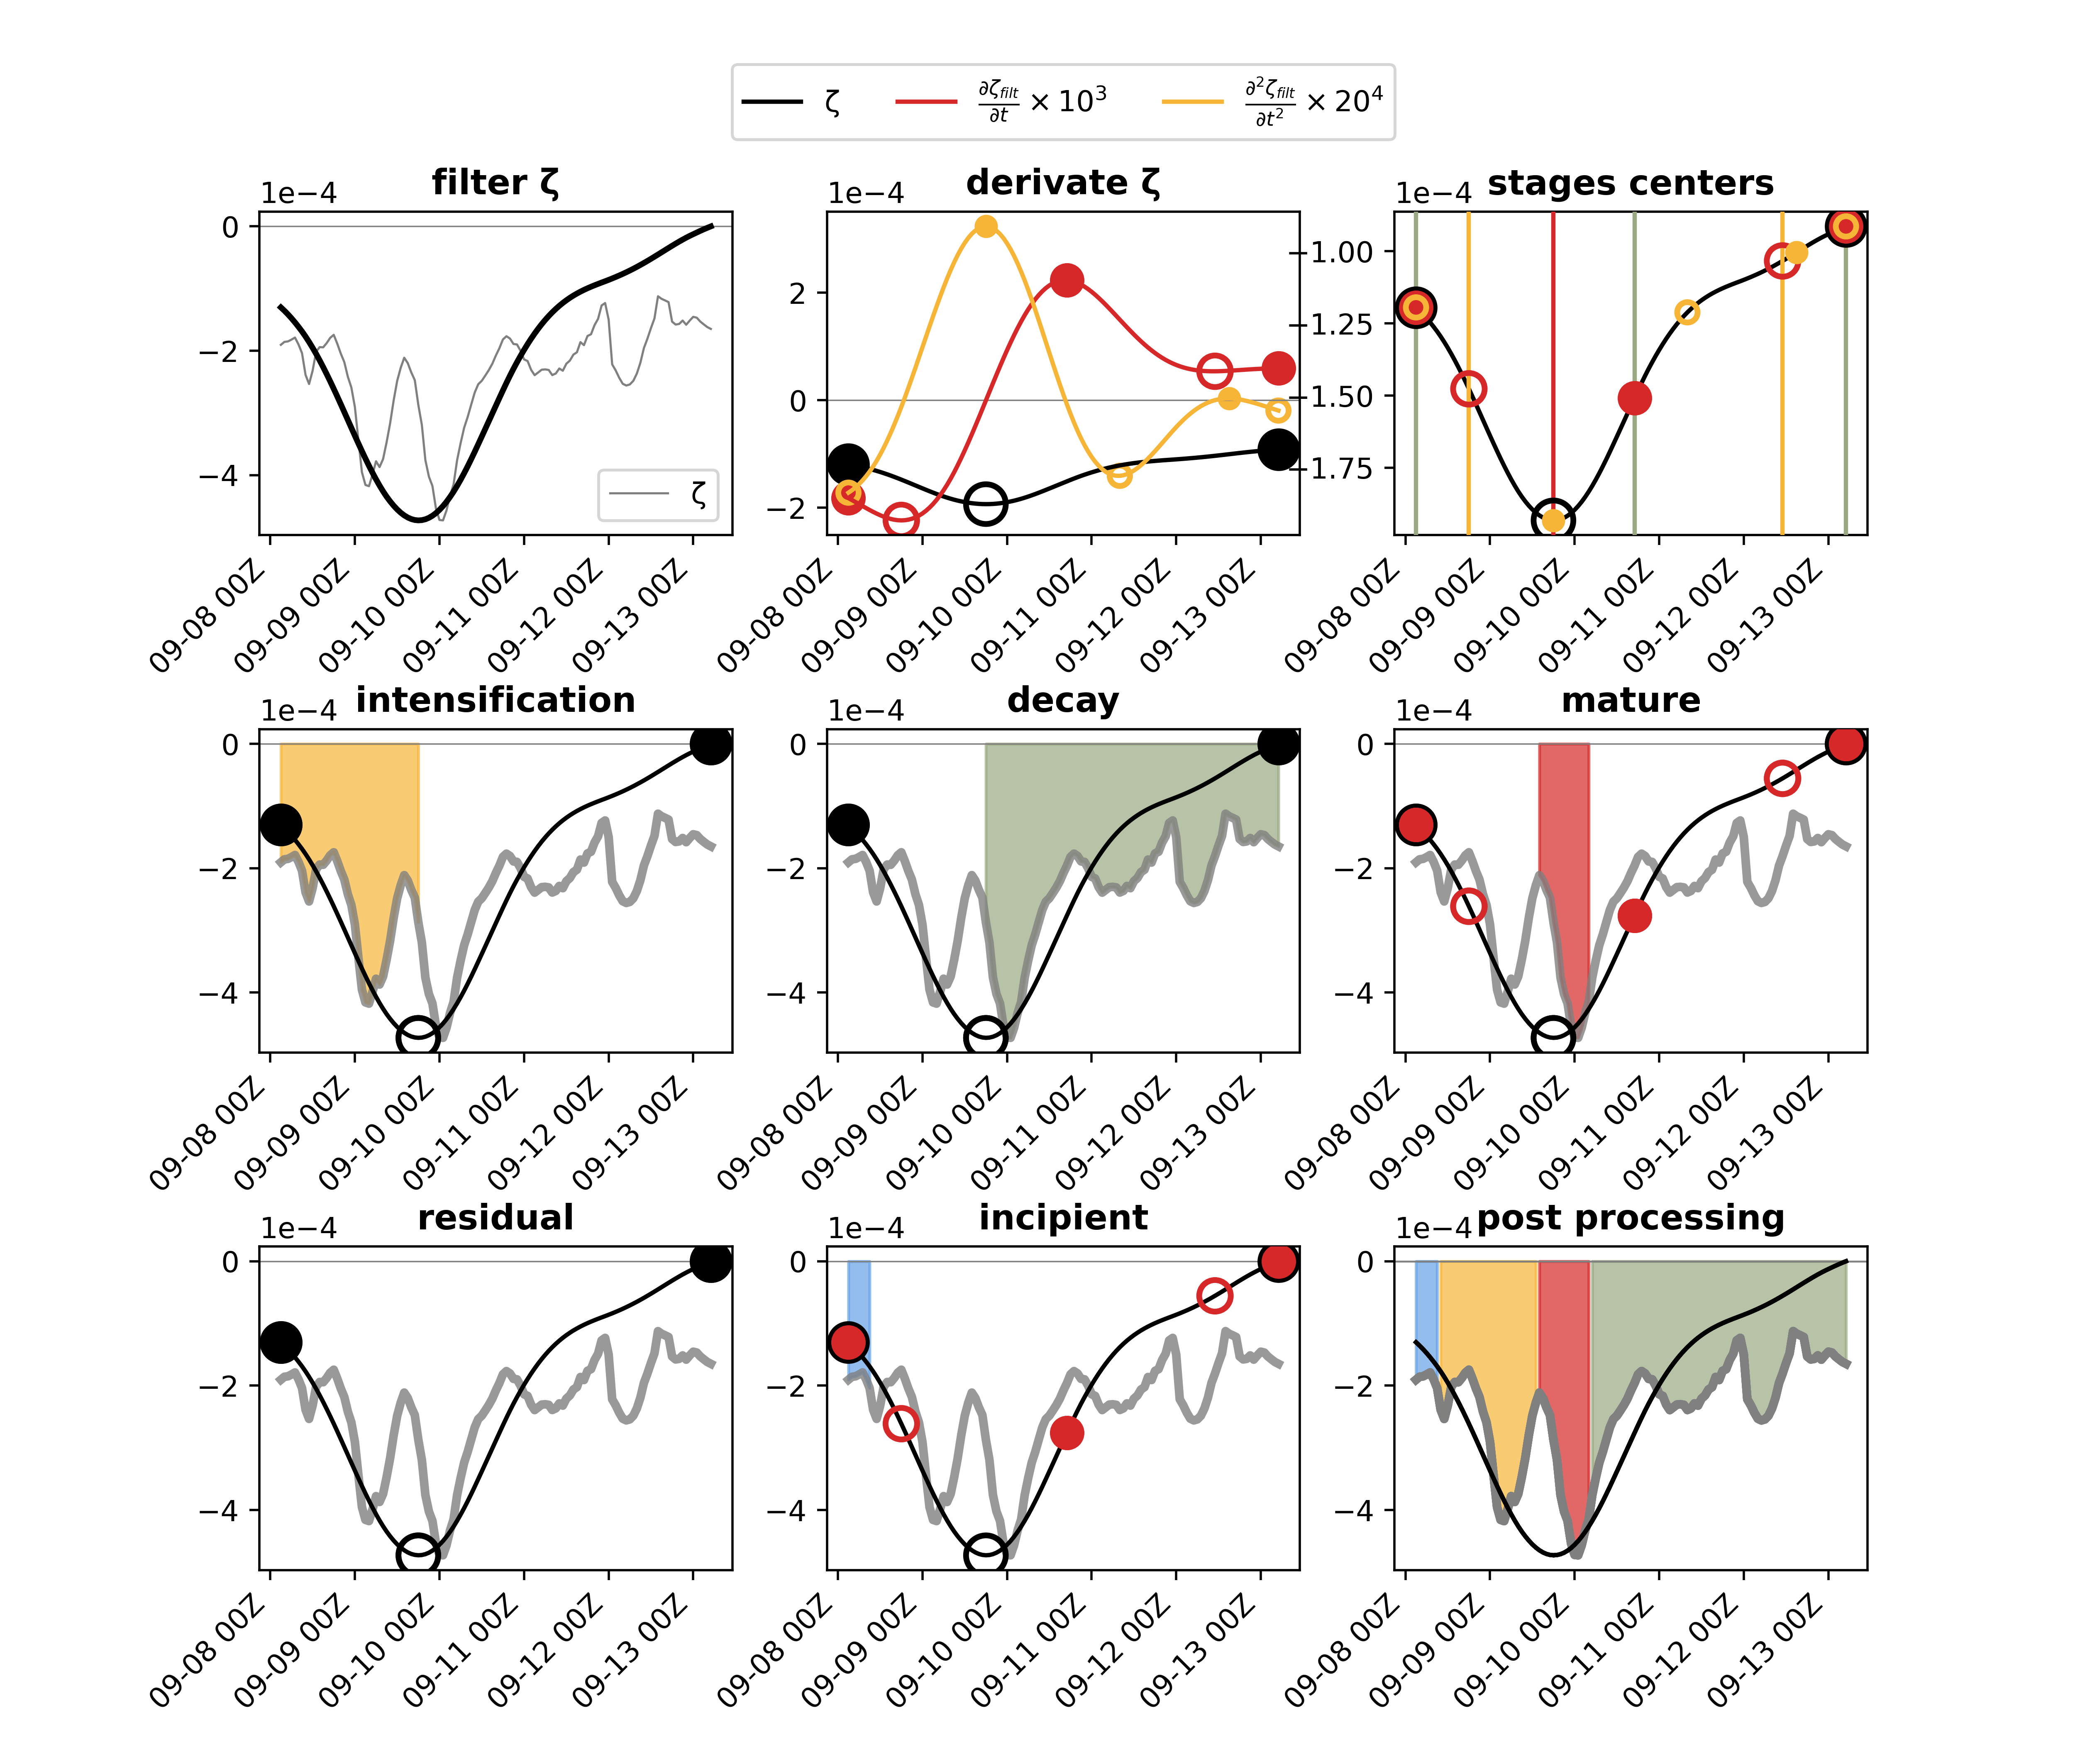 ζ ∂ζ_filt/∂t × 10³ ∂²ζ_filt/∂t² × 20⁴
filter ζ
1e−4
0
−2
−4
ζ
09-08 00Z
09-09 00Z
09-10 00Z
09-11 00Z
09-12 00Z
09-13 00Z
derivate ζ
1e−4
2
0
−2
09-08 00Z
09-09 00Z
09-10 00Z
09-11 00Z
09-12 00Z
09-13 00Z
stages centers
1e−4
−1.00
−1.25
−1.50
−1.75
09-08 00Z
09-09 00Z
09-10 00Z
09-11 00Z
09-12 00Z
09-13 00Z
intensification
1e−4
0
−2
−4
09-08 00Z
09-09 00Z
09-10 00Z
09-11 00Z
09-12 00Z
09-13 00Z
decay
1e−4
0
−2
−4
09-08 00Z
09-09 00Z
09-10 00Z
09-11 00Z
09-12 00Z
09-13 00Z
mature
1e−4
0
−2
−4
09-08 00Z
09-09 00Z
09-10 00Z
09-11 00Z
09-12 00Z
09-13 00Z
residual
1e−4
0
−2
−4
09-08 00Z
09-09 00Z
09-10 00Z
09-11 00Z
09-12 00Z
09-13 00Z
incipient
1e−4
0
−2
−4
09-08 00Z
09-09 00Z
09-10 00Z
09-11 00Z
09-12 00Z
09-13 00Z
post processing
1e−4
0
−2
−4
09-08 00Z
09-09 00Z
09-10 00Z
09-11 00Z
09-12 00Z
09-13 00Z